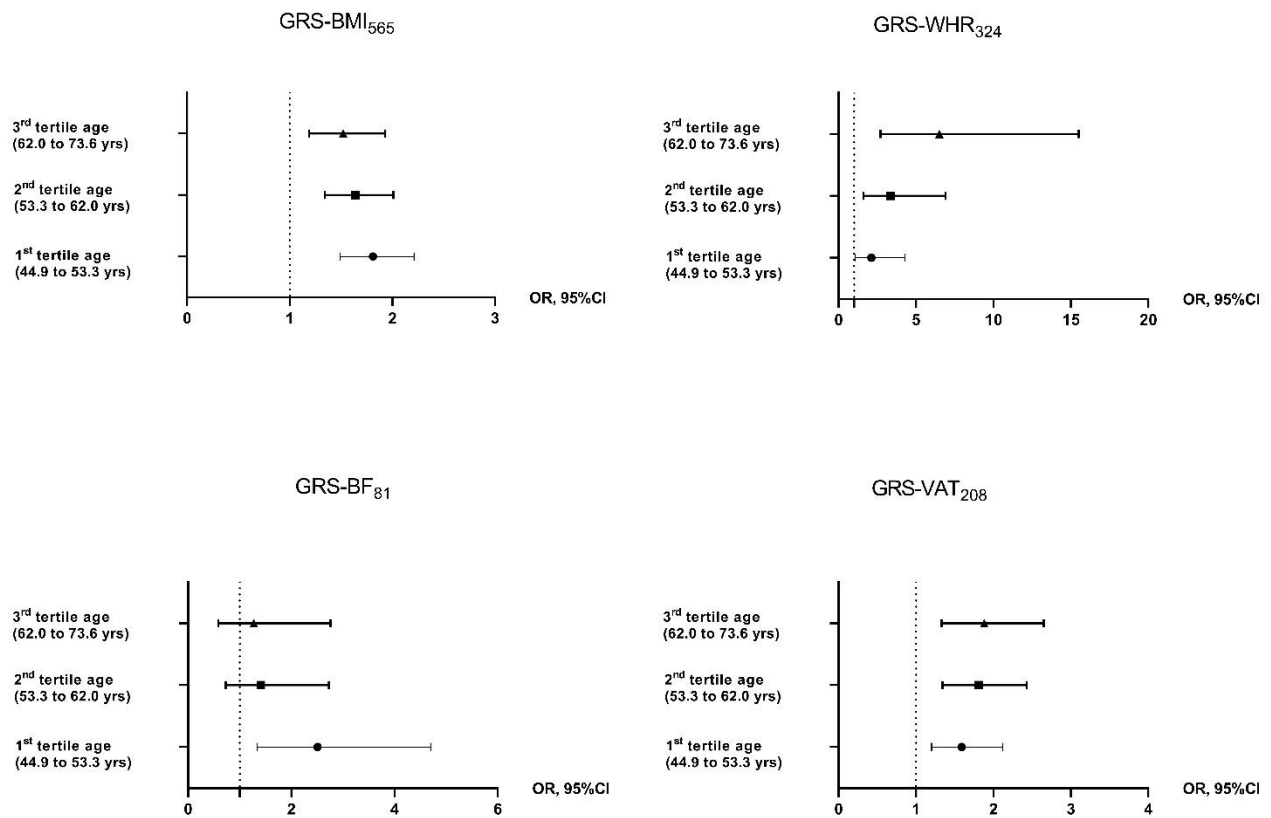 GRS-BMI565
3rd tertile age
(62.0 to 73.6 yrs)
2nd tertile age
(53.3 to 62.0 yrs)
1st tertile age
(44.9 to 53.3 yrs)
OR, 95%CI
0 1 2 3
GRS-WHR324
3rd tertile age
(62.0 to 73.6 yrs)
2nd tertile age
(53.3 to 62.0 yrs)
1st tertile age
(44.9 to 53.3 yrs)
OR, 95%CI
0 1 5 10 15 20
GRS-BF81
3rd tertile age
(62.0 to 73.6 yrs)
2nd tertile age
(53.3 to 62.0 yrs)
1st tertile age
(44.9 to 53.3 yrs)
OR, 95%CI
0 1 2 4 6
GRS-VAT208
3rd tertile age
(62.0 to 73.6 yrs)
2nd tertile age
(53.3 to 62.0 yrs)
1st tertile age
(44.9 to 53.3 yrs)
OR, 95%CI
0 1 2 3 4